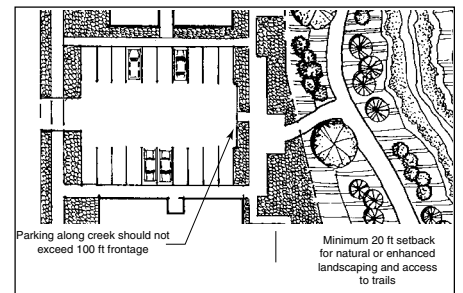 Parking along creek should not
exceed 100 ft frontage
Minimum 20 ft setback
for natural or enhanced
landscaping and access
to trails